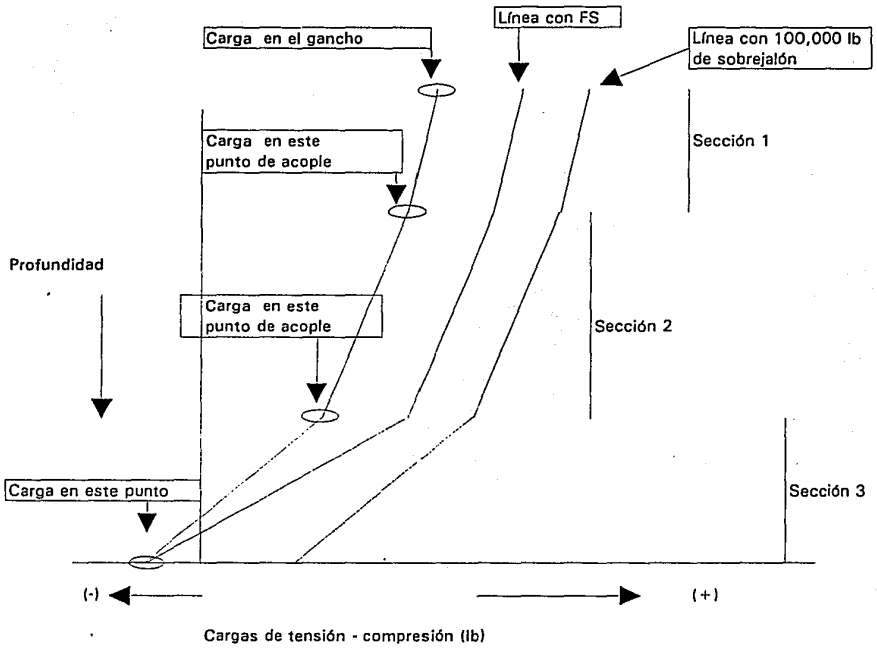 Línea con FS
Carga en el gancho
Línea con 100,000 lb
de sobrejalón
Carga en este
punto de acople
Sección 1
Profundidad
Carga en este
punto de acople
Sección 2
Carga en este punto
Sección 3
(-)
(+)
Cargas de tensión - compresión (lb)